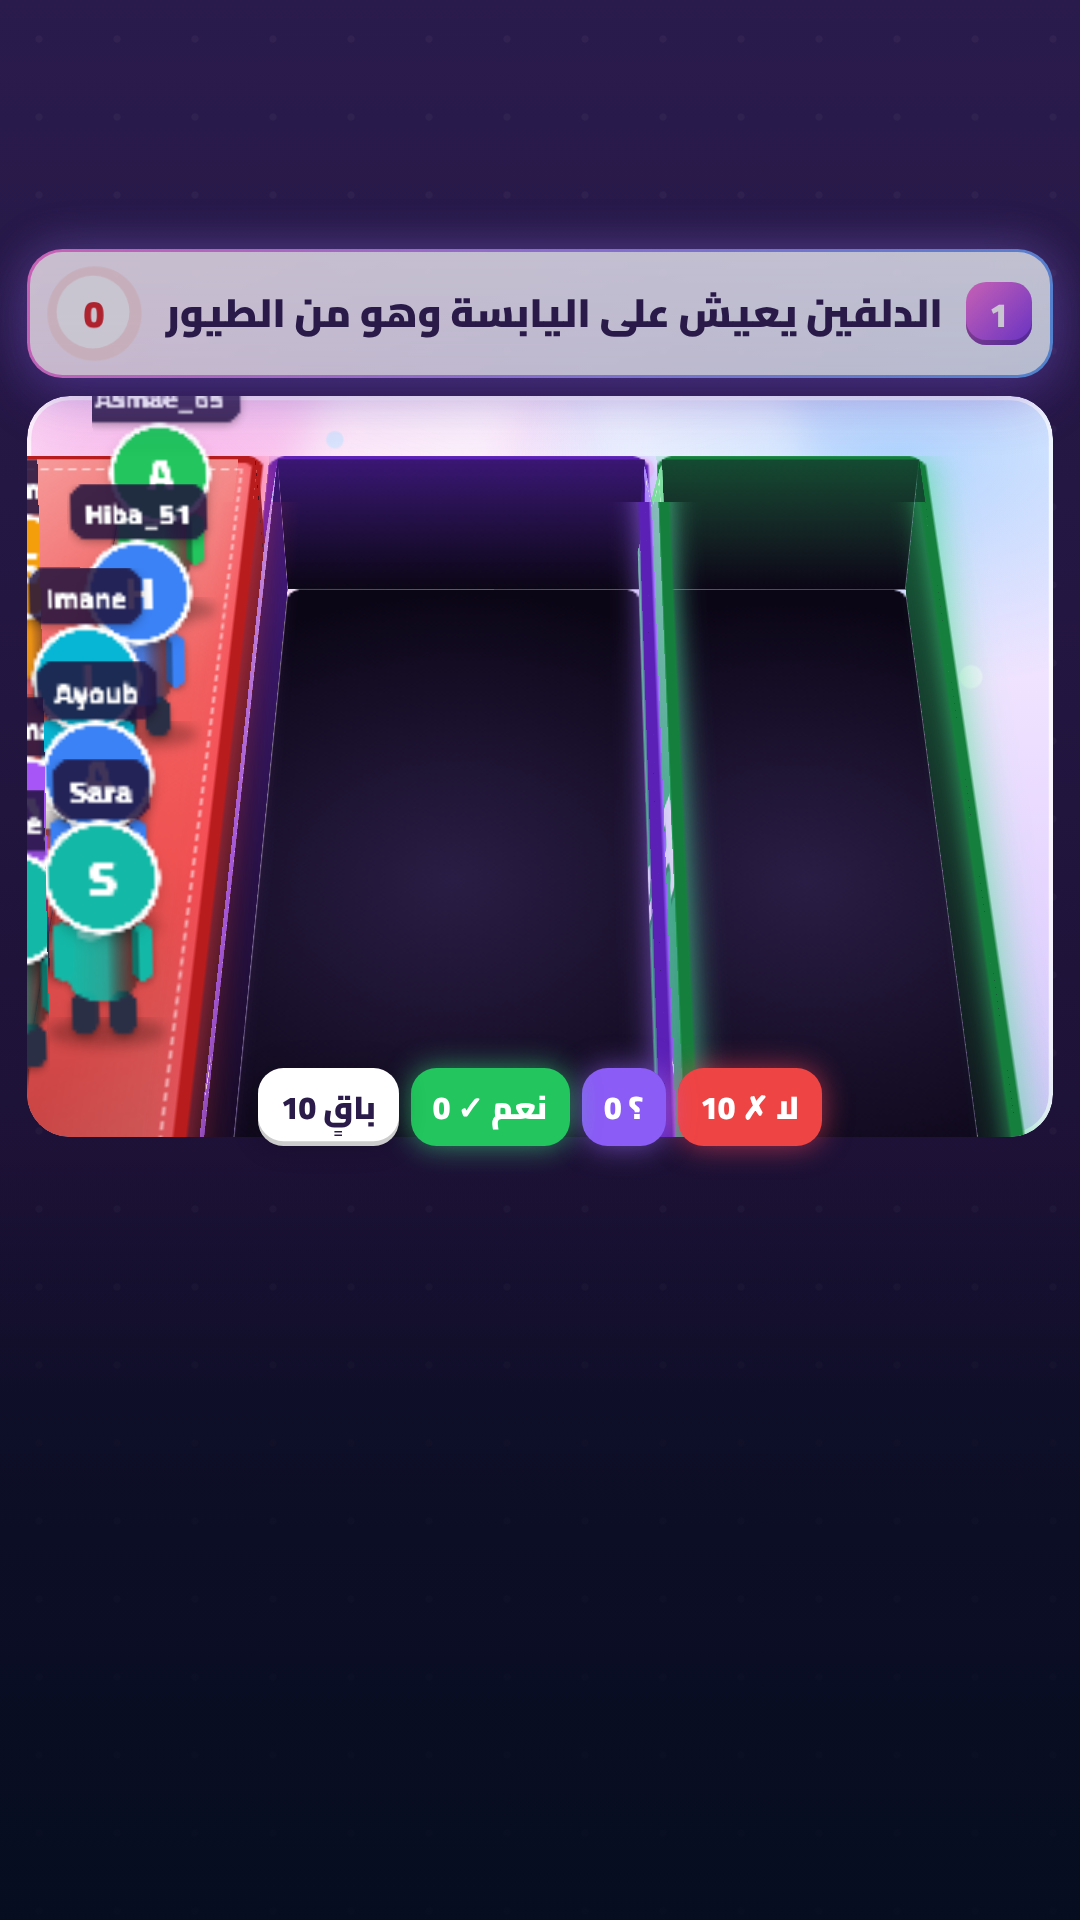 1 الدلفين يعيش على اليابسة وهو من الطيور 0
Asmae_65
A
Hiba_51
H
Imane
Ayoub
Sara
S
لا ✗ 10
؟ 0
نعم ✓ 0
باقٍ 10